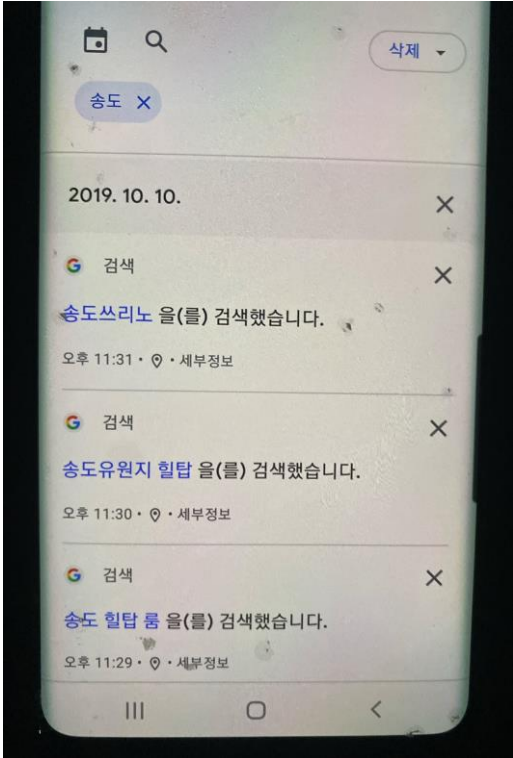 삭제
송도
2019. 10. 10.
G 검색
송도쓰리노 을(를) 검색했습니다.
오후 11:31 • 세부정보
G 검색
송도유원지 힐탑 을(를) 검색했습니다.
오후 11:30 • 세부정보
G 검색
송도 힐탑 룸 을(를) 검색했습니다.
오후 11:29 • 세부정보